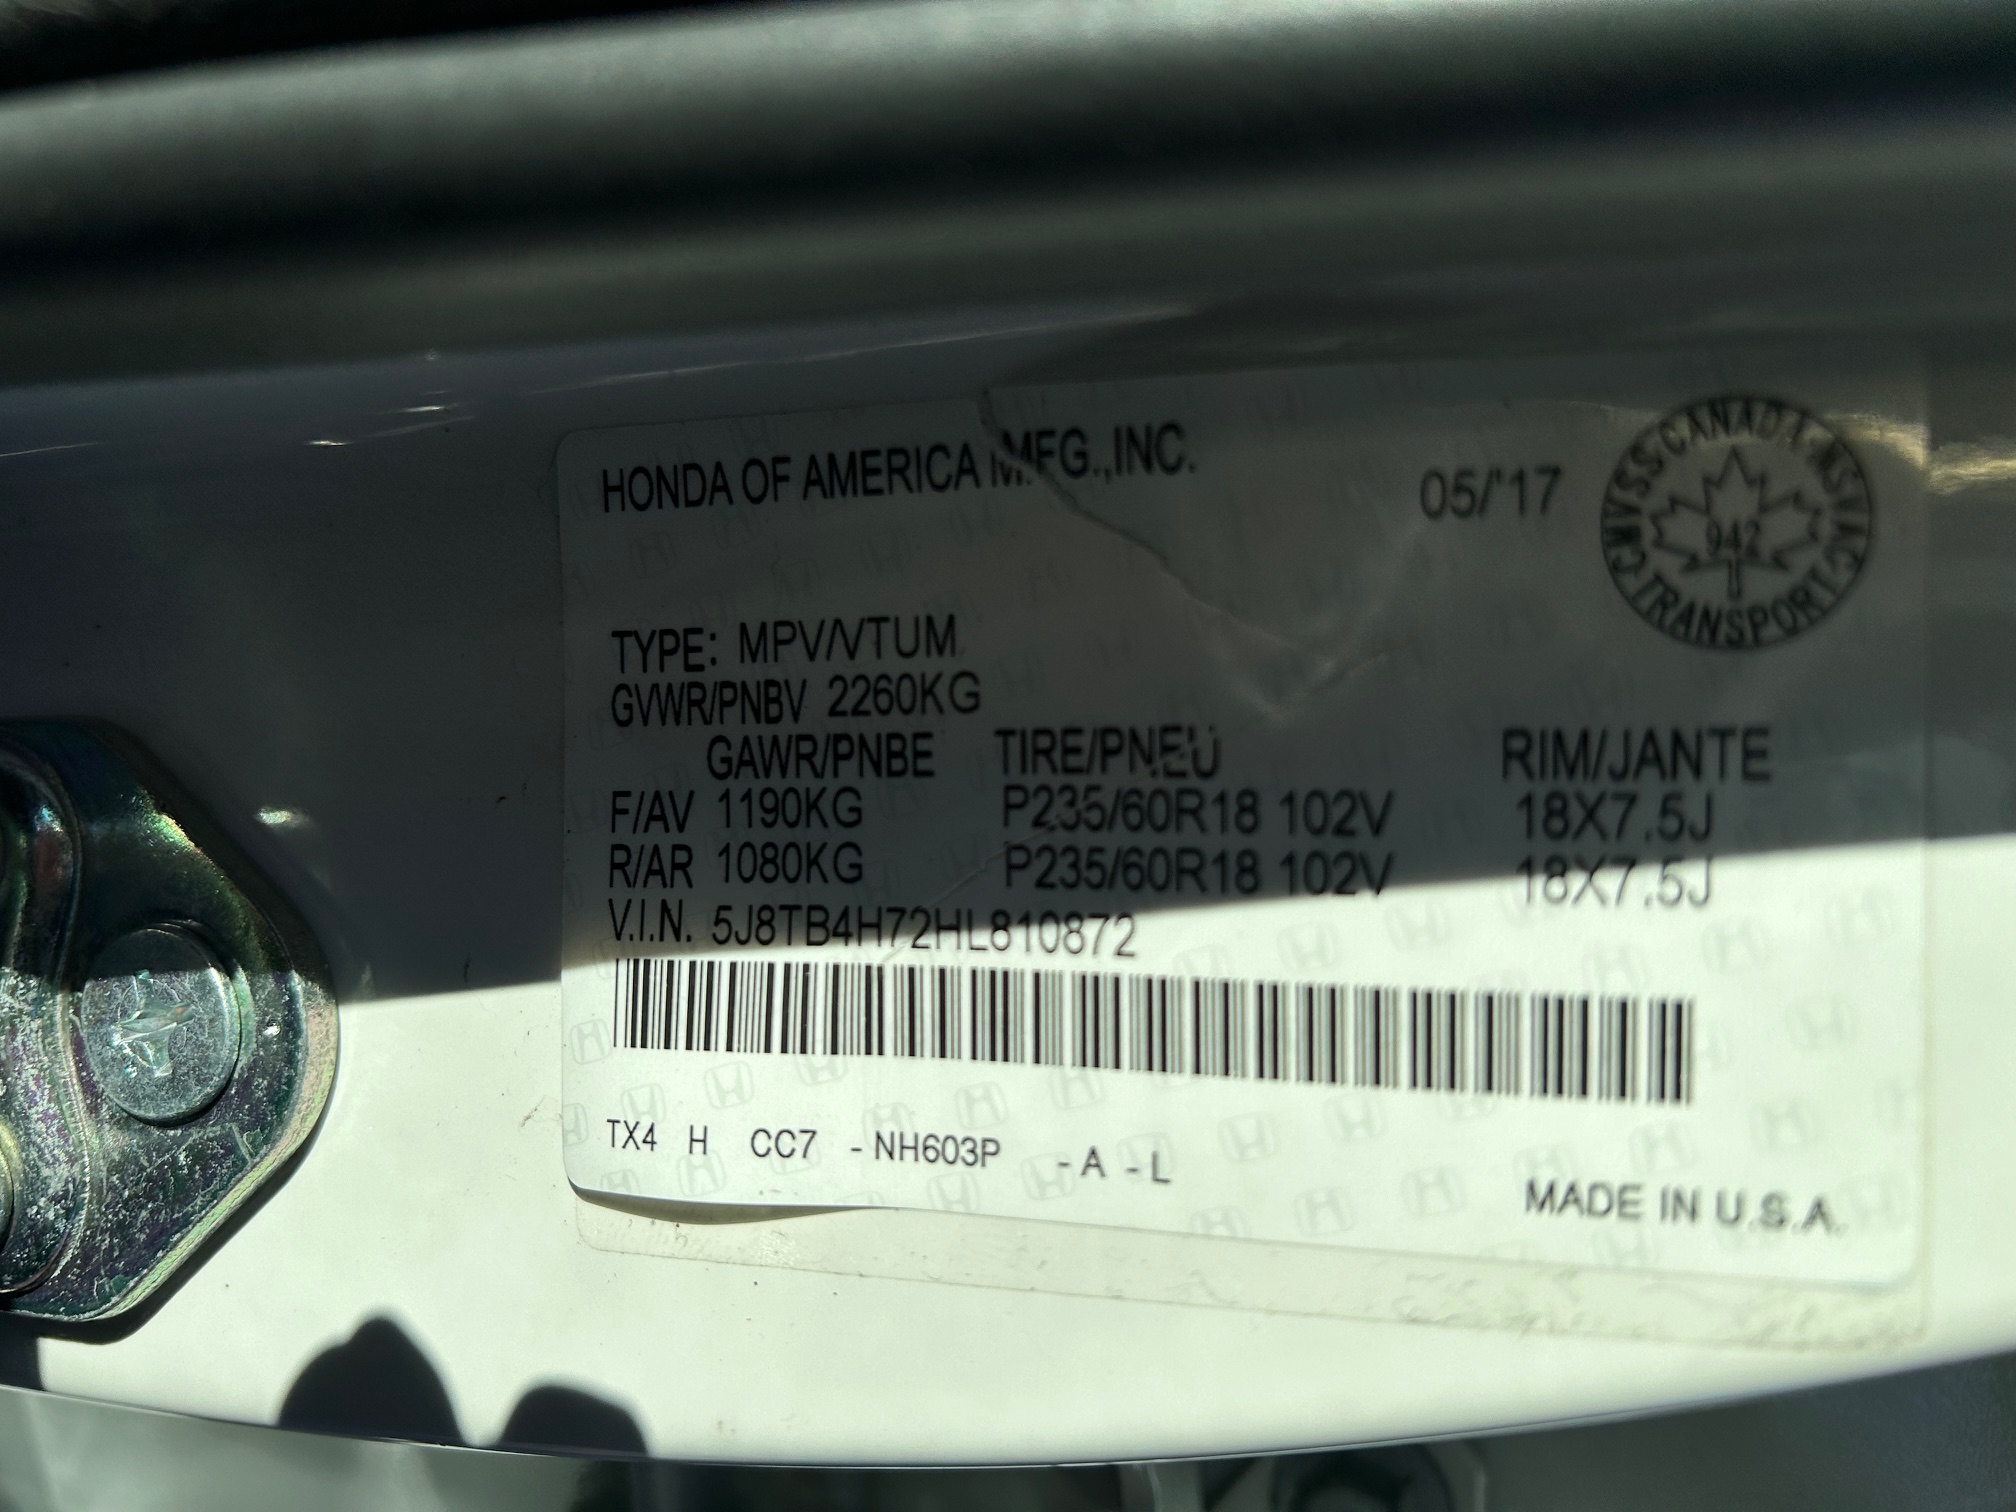 HONDA OF AMERICA MFG.,INC. 05/'17
CMVSS·CANADA·NSVAC·TRANSPORT
942
TYPE: MPV/VTUM
GVWR/PNBV 2260KG
GAWR/PNBE TIRE/PNEU RIM/JANTE
F/AV 1190KG P235/60R18 102V 18X7.5J
R/AR 1080KG P235/60R18 102V 18X7.5J
V.I.N. 5J8TB4H72HL810872
TX4 H CC7 -NH603P -A -L
MADE IN U.S.A.